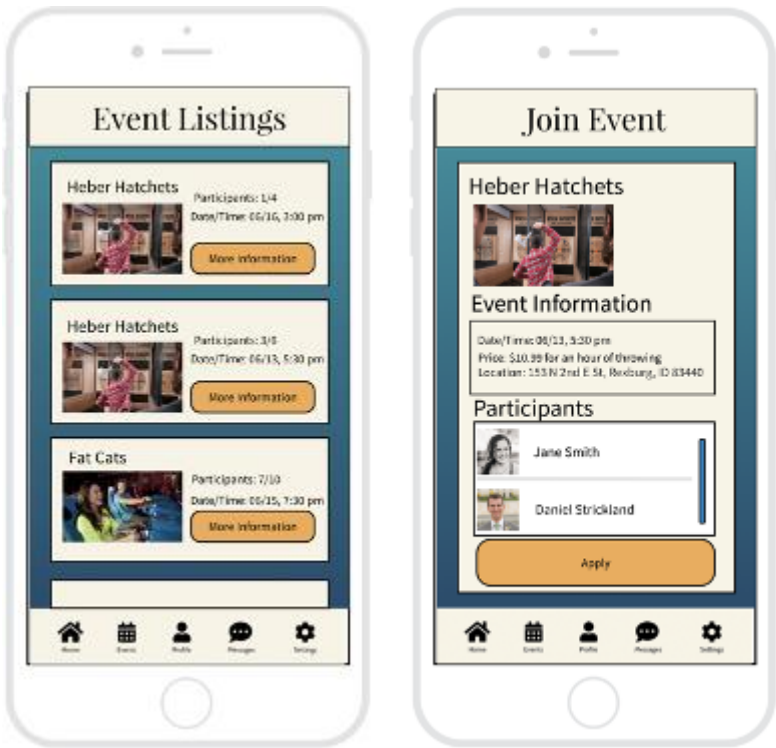 Event Listings
Heber Hatchets
Participants: 1/4
Date/Time: 06/16, 3:00 pm
More Information
Heber Hatchets
Participants: 3/6
Date/Time: 06/13, 5:30 pm
More Information
Fat Cats
Participants: 7/10
Date/Time: 06/15, 7:30 pm
More Information
Home Events Profile Messages Settings
Join Event
Heber Hatchets
Event Information
Date/Time: 06/13, 5:30 pm
Price: $10.99 for an hour of throwing
Location: 153 N 2nd E St, Rexburg, ID 83440
Participants
Jane Smith
Daniel Strickland
Apply
Home Events Profile Messages Settings